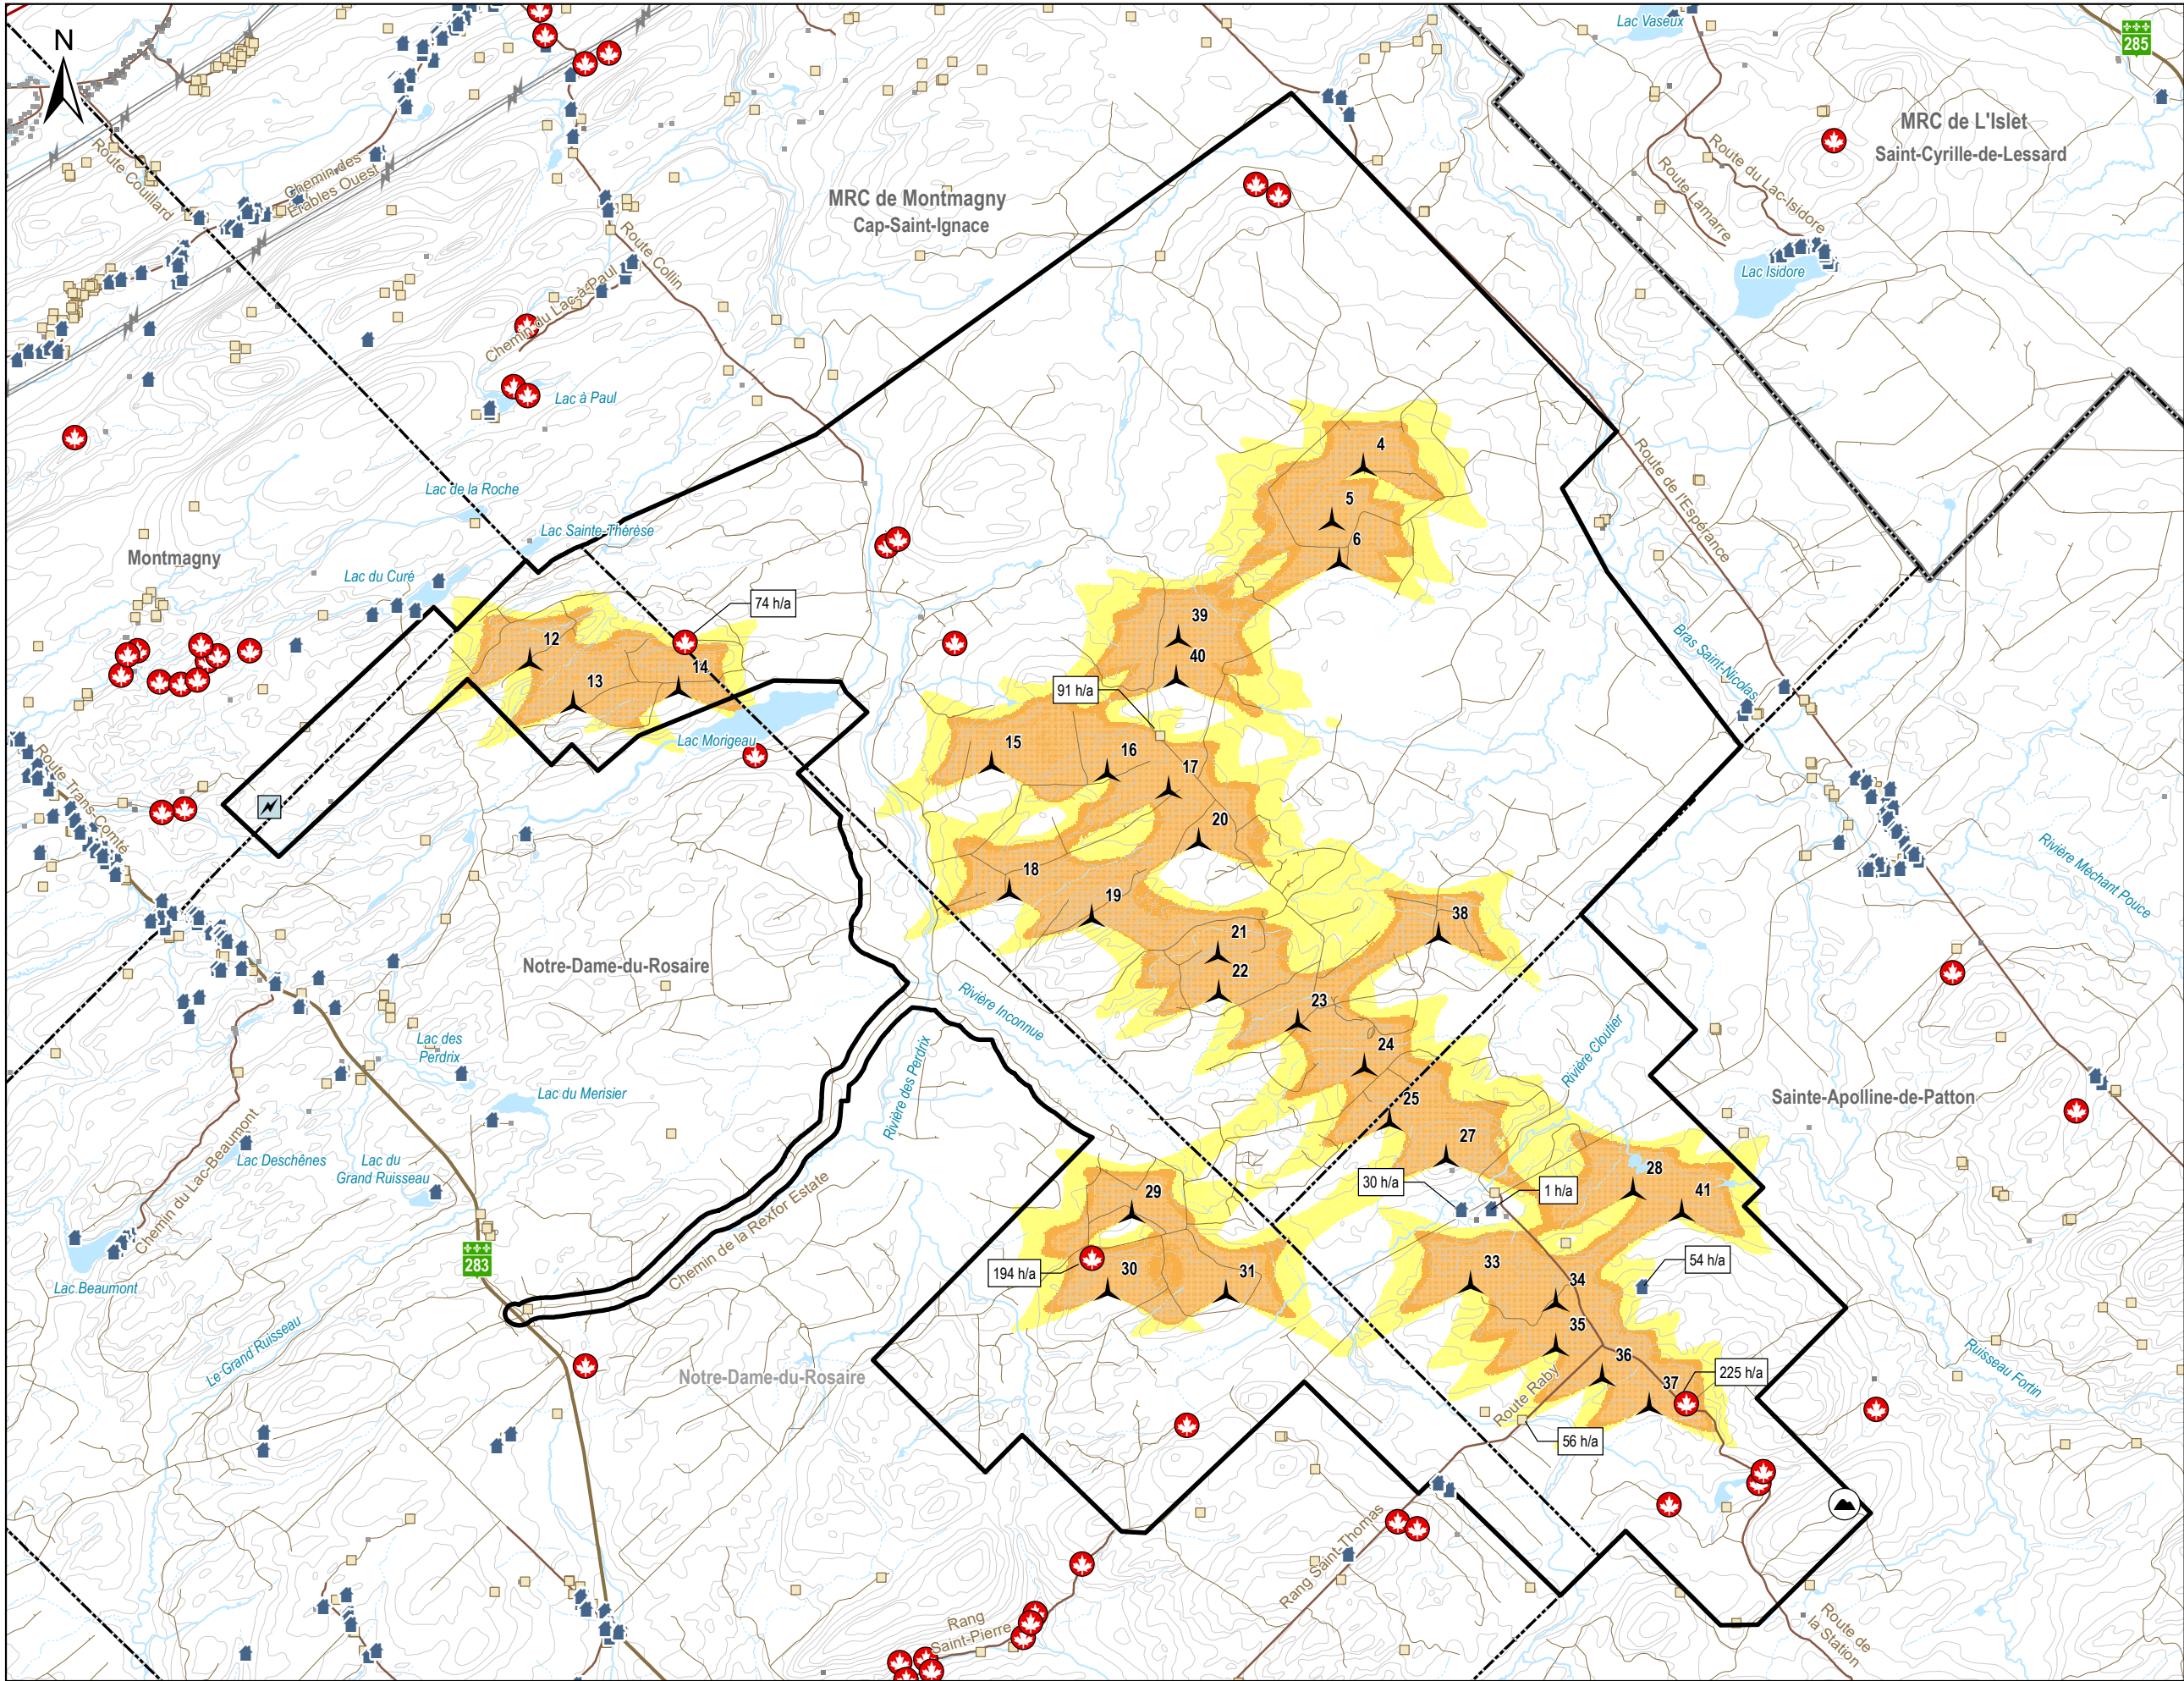 N
Lac Vaseux
285
MRC de L'Islet
Saint-Cyrille-de-Lessard
Route du Lac-Isidore
Route Lamarre
Lac Isidore
Route Couillard
Chemin des
Érables Ouest
MRC de Montmagny
Cap-Saint-Ignace
Route Collin
Chemin du Lac-à-Paul
Lac à Paul
4
Route de l'Espérance
Lac de la Roche
5
Lac Sainte-Thérèse
6
Montmagny
Lac du Curé
74 h/a
39
12
14
40
Bras Saint-Nicolas
13
91 h/a
Lac Morigeau
15
16
17
Route Trans-Comté
20
Rivière Méchant Pouce
18
19
38
21
Notre-Dame-du-Rosaire
22
Rivière Inconnue
23
Lac des
Perdrix
24
Rivière Cloutier
Rivière des Perdrix
Lac du Merisier
Sainte-Apolline-de-Patton
25
27
Chemin du Lac-Beaumont
Lac Deschênes
Lac du
Grand Ruisseau
28
30 h/a
1 h/a
41
29
Chemin de la Rexfor Estate
283
194 h/a
30
31
33
34
54 h/a
Lac Beaumont
Le Grand Ruisseau
35
36
Ruisseau Fortin
Notre-Dame-du-Rosaire
37
225 h/a
Route Raby
56 h/a
Rang Saint-Thomas
Rang
Saint-Pierre
Route de
la Station